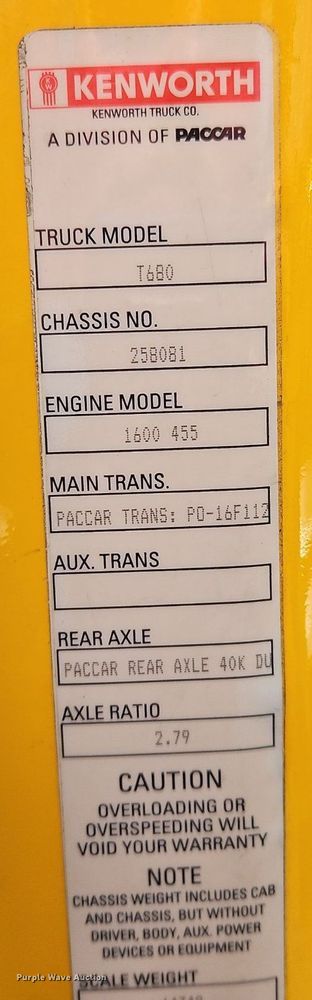 KENWORTH
KENWORTH TRUCK CO.
A DIVISION OF PACCAR
TRUCK MODEL
T680
CHASSIS NO.
258081
ENGINE MODEL
1600 455
MAIN TRANS.
PACCAR TRANS: PO-16F112
AUX. TRANS
REAR AXLE
PACCAR REAR AXLE 40K DU
AXLE RATIO
2.79
CAUTION
OVERLOADING OR
OVERSPEEDING WILL
VOID YOUR WARRANTY
NOTE
CHASSIS WEIGHT INCLUDES CAB
AND CHASSIS, BUT WITHOUT
DRIVER, BODY, AUX. POWER
DEVICES OR EQUIPMENT
SCALE WEIGHT
Purple Wave Auction